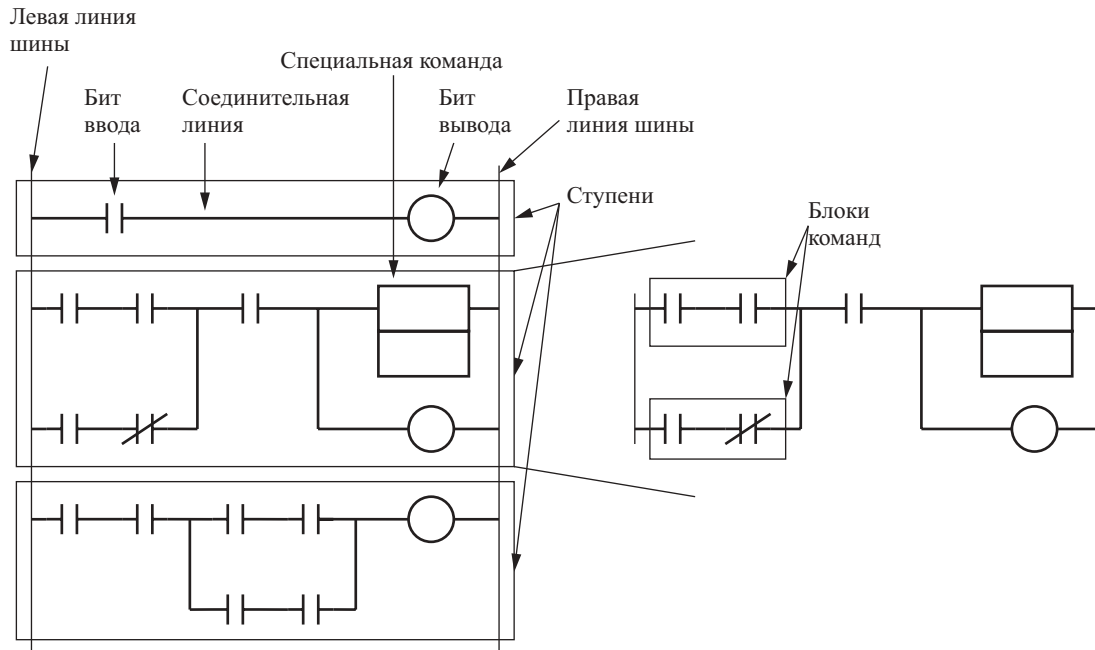 Левая линия
шины
Специальная команда
Бит
ввода
Соединительная
линия
Бит
вывода
Правая
линия шины
Ступени
Блоки
команд